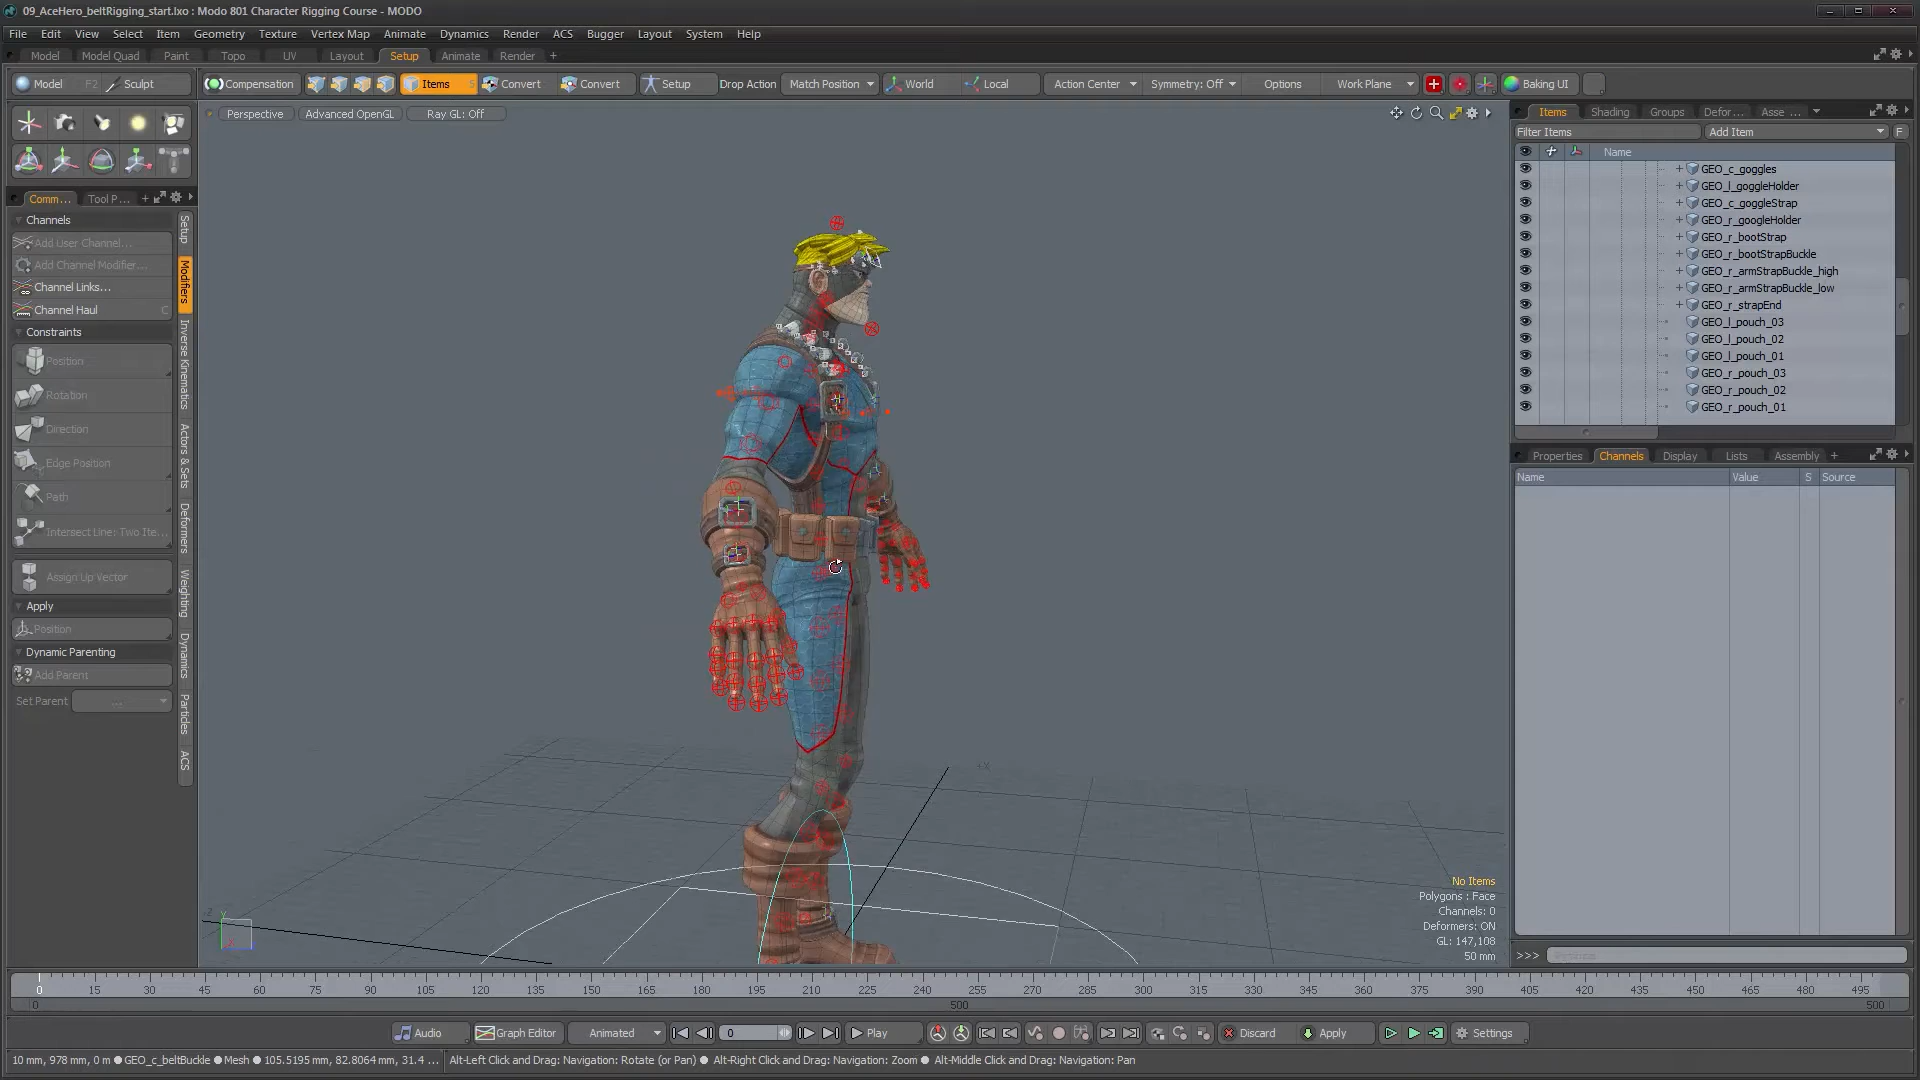 09_AceHero_beltRigging_start.lxo : Modo 801 Character Rigging Course - MODO
File Edit View Select Item Geometry Texture Vertex Map Animate Dynamics Render ACS Bugger Layout System Help
Model Model Quad Paint Topo UV Layout Setup Animate Render +
Model F2 Sculpt Compensation Items 5 Convert Convert Setup Drop Action Match Position World Local Action Center Symmetry: Off Options Work Plane Baking UI
Perspective Advanced OpenGL Ray GL: Off
Items Shading Groups Defor ... Asse ...
Filter Items Add Item F
Name
GEO_c_goggles
GEO_l_goggleHolder
GEO_c_goggleStrap
GEO_r_googleHolder
GEO_r_bootStrap
GEO_r_bootStrapBuckle
GEO_r_armStrapBuckle_high
GEO_r_armStrapBuckle_low
GEO_r_strapEnd
GEO_l_pouch_03
GEO_l_pouch_02
GEO_l_pouch_01
GEO_r_pouch_03
GEO_r_pouch_02
GEO_r_pouch_01
Comm... Tool P... +
Channels
Add User Channel...
Add Channel Modifier...
Channel Links...
Channel Haul C
Constraints
Position
Rotation
Direction
Edge Position
Path
Intersect Line: Two Ite...
Assign Up Vector
Apply
Position
Dynamic Parenting
Add Parent
Set Parent ...
Setup
Modifiers
Inverse Kinematics
Actors & Sets
Deformers
Weighting
Dynamics
Particles
ACS
Properties Channels Display Lists Assembly +
Name Value S Source
+X
No Items
Polygons : Face
Channels: 0
Deformers: ON
GL: 147,108
50 mm
>>>
0 15 30 45 60 75 90 105 120 135 150 165 180 195 210 225 240 255 270 285 300 315 330 345 360 375 390 405 420 435 450 465 480 495
0 500 500
Audio Graph Editor Animated 0 Play Discard Apply Settings
10 mm, 978 mm, 0 m ● GEO_c_beltBuckle ● Mesh ● 105.5195 mm, 82.8064 mm, 31.4 ... Alt-Left Click and Drag: Navigation: Rotate (or Pan) ● Alt-Right Click and Drag: Navigation: Zoom ● Alt-Middle Click and Drag: Navigation: Pan